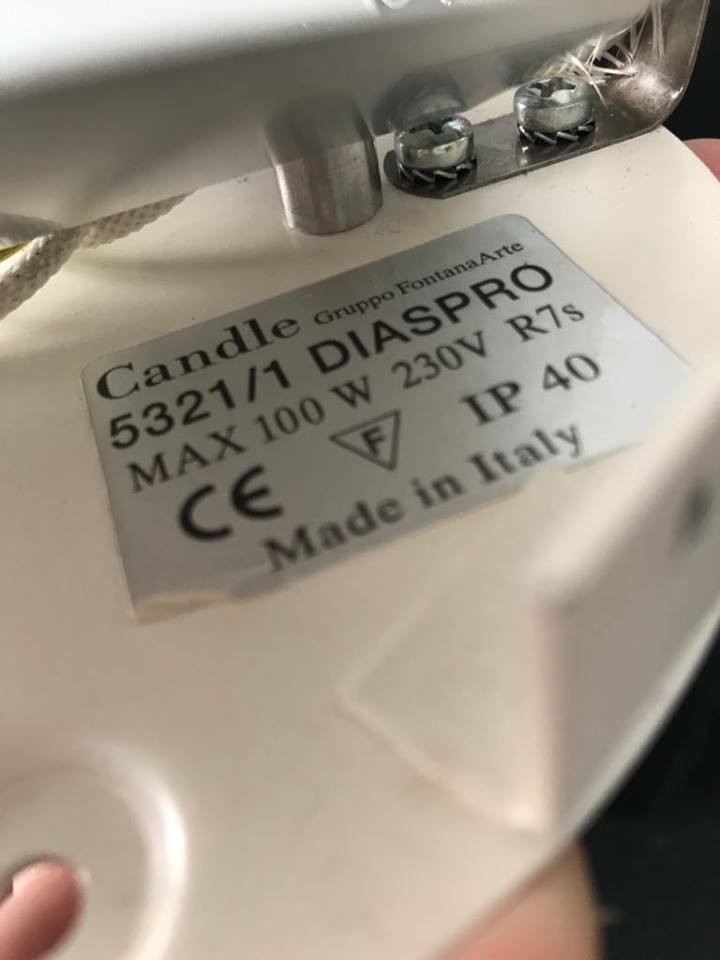 Candle Gruppo FontanaArte
5321/1 DIASPRO
MAX 100 W 230V R7s
CE F IP 40
Made in Italy